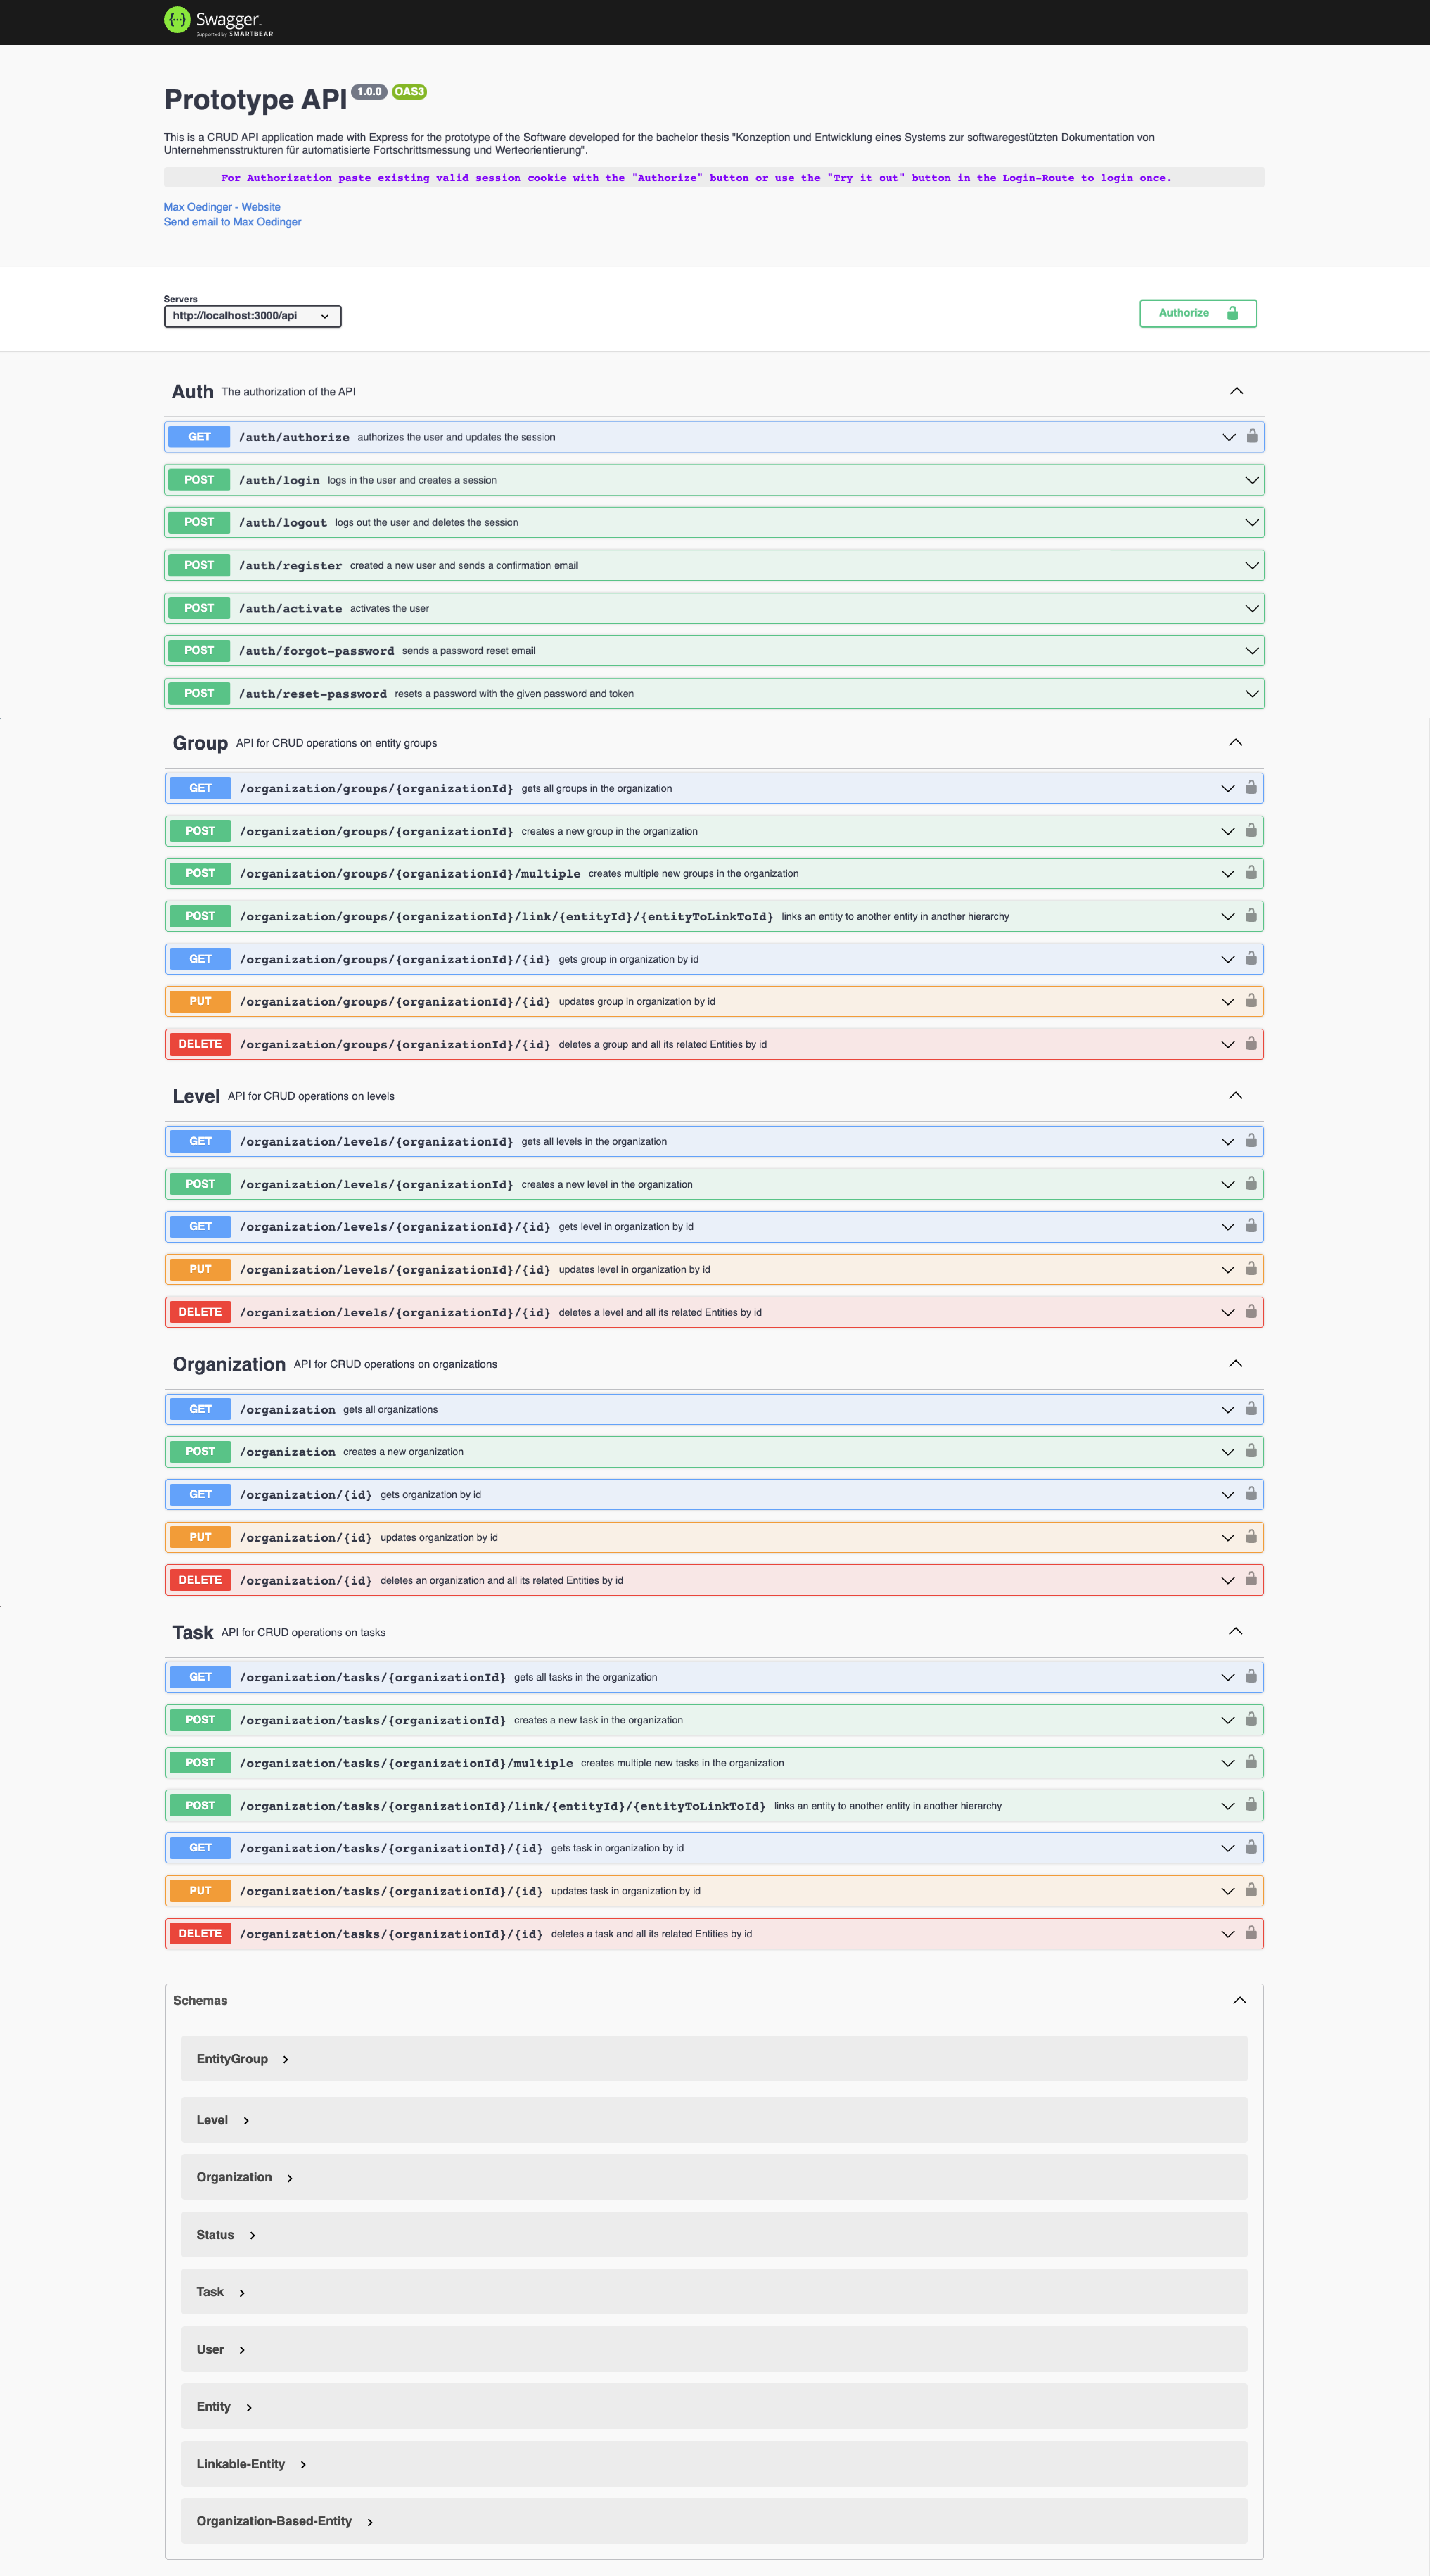 Swagger
Supported by SMARTBEAR
Prototype API 1.0.0 OAS3
This is a CRUD API application made with Express for the prototype of the Software developed for the bachelor thesis "Konzeption und Entwicklung eines Systems zur softwaregestützten Dokumentation von
Unternehmensstrukturen für automatisierte Fortschrittsmessung und Werteorientierung".
For Authorization paste existing valid session cookie with the "Authorize" button or use the "Try it out" button in the Login-Route to login once.
Max Oedinger - Website
Send email to Max Oedinger
Servers
http://localhost:3000/api
Authorize
Auth The authorization of the API
GET /auth/authorize authorizes the user and updates the session
POST /auth/login logs in the user and creates a session
POST /auth/logout logs out the user and deletes the session
POST /auth/register created a new user and sends a confirmation email
POST /auth/activate activates the user
POST /auth/forgot-password sends a password reset email
POST /auth/reset-password resets a password with the given password and token
Group API for CRUD operations on entity groups
GET /organization/groups/{organizationId} gets all groups in the organization
POST /organization/groups/{organizationId} creates a new group in the organization
POST /organization/groups/{organizationId}/multiple creates multiple new groups in the organization
POST /organization/groups/{organizationId}/link/{entityId}/{entityToLinkToId} links an entity to another entity in another hierarchy
GET /organization/groups/{organizationId}/{id} gets group in organization by id
PUT /organization/groups/{organizationId}/{id} updates group in organization by id
DELETE /organization/groups/{organizationId}/{id} deletes a group and all its related Entities by id
Level API for CRUD operations on levels
GET /organization/levels/{organizationId} gets all levels in the organization
POST /organization/levels/{organizationId} creates a new level in the organization
GET /organization/levels/{organizationId}/{id} gets level in organization by id
PUT /organization/levels/{organizationId}/{id} updates level in organization by id
DELETE /organization/levels/{organizationId}/{id} deletes a level and all its related Entities by id
Organization API for CRUD operations on organizations
GET /organization gets all organizations
POST /organization creates a new organization
GET /organization/{id} gets organization by id
PUT /organization/{id} updates organization by id
DELETE /organization/{id} deletes an organization and all its related Entities by id
Task API for CRUD operations on tasks
GET /organization/tasks/{organizationId} gets all tasks in the organization
POST /organization/tasks/{organizationId} creates a new task in the organization
POST /organization/tasks/{organizationId}/multiple creates multiple new tasks in the organization
POST /organization/tasks/{organizationId}/link/{entityId}/{entityToLinkToId} links an entity to another entity in another hierarchy
GET /organization/tasks/{organizationId}/{id} gets task in organization by id
PUT /organization/tasks/{organizationId}/{id} updates task in organization by id
DELETE /organization/tasks/{organizationId}/{id} deletes a task and all its related Entities by id
Schemas
EntityGroup
Level
Organization
Status
Task
User
Entity
Linkable-Entity
Organization-Based-Entity